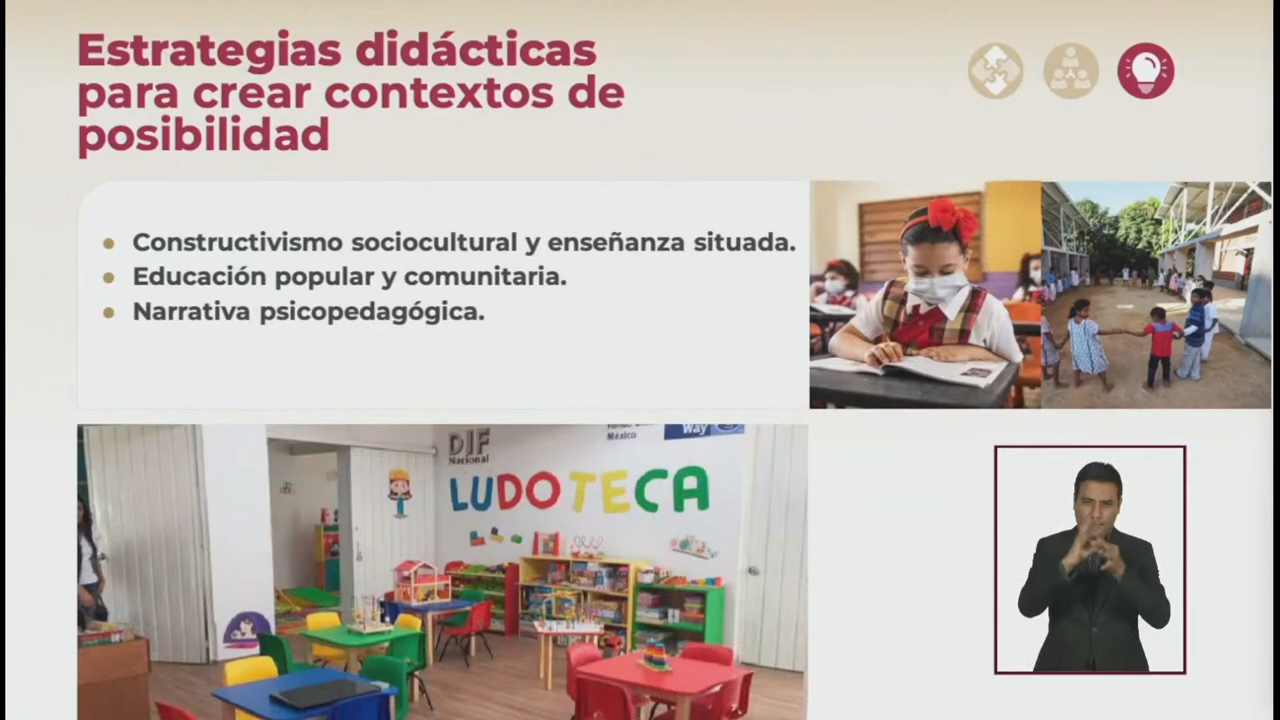 Estrategias didácticas
para crear contextos de
posibilidad
Constructivismo sociocultural y enseñanza situada.
Educación popular y comunitaria.
Narrativa psicopedagógica.
DIF
Nacional
México
Way
LUDOTECA